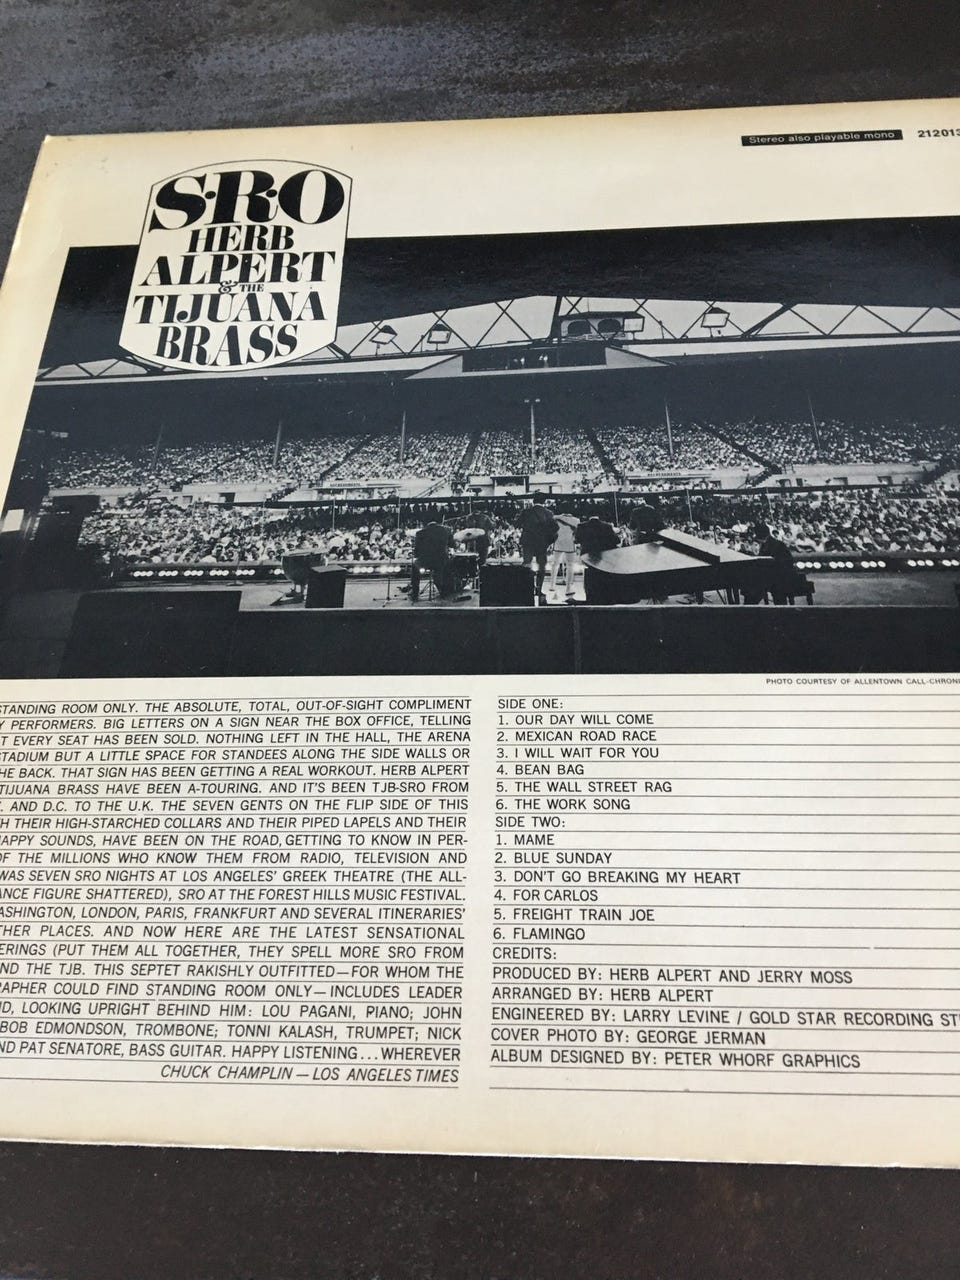 Stereo also playable mono
212013
S·R·O
HERB
ALPERT
& THE
TIJUANA
BRASS
PHOTO COURTESY OF ALLENTOWN CALL-CHRON
STANDING ROOM ONLY. THE ABSOLUTE, TOTAL, OUT-OF-SIGHT COMPLIMENT
Y PERFORMERS. BIG LETTERS ON A SIGN NEAR THE BOX OFFICE, TELLING
T EVERY SEAT HAS BEEN SOLD. NOTHING LEFT IN THE HALL, THE ARENA
STADIUM BUT A LITTLE SPACE FOR STANDEES ALONG THE SIDE WALLS OR
HE BACK. THAT SIGN HAS BEEN GETTING A REAL WORKOUT. HERB ALPERT
TIJUANA BRASS HAVE BEEN A-TOURING. AND IT'S BEEN TJB-SRO FROM
. AND D.C. TO THE U.K. THE SEVEN GENTS ON THE FLIP SIDE OF THIS
H THEIR HIGH-STARCHED COLLARS AND THEIR PIPED LAPELS AND THEIR
HAPPY SOUNDS, HAVE BEEN ON THE ROAD, GETTING TO KNOW IN PER-
OF THE MILLIONS WHO KNOW THEM FROM RADIO, TELEVISION AND
WAS SEVEN SRO NIGHTS AT LOS ANGELES' GREEK THEATRE (THE ALL-
ANCE FIGURE SHATTERED), SRO AT THE FOREST HILLS MUSIC FESTIVAL.
ASHINGTON, LONDON, PARIS, FRANKFURT AND SEVERAL ITINERARIES'
THER PLACES. AND NOW HERE ARE THE LATEST SENSATIONAL
ERINGS (PUT THEM ALL TOGETHER, THEY SPELL MORE SRO FROM
ND THE TJB. THIS SEPTET RAKISHLY OUTFITTED—FOR WHOM THE
RAPHER COULD FIND STANDING ROOM ONLY—INCLUDES LEADER
D, LOOKING UPRIGHT BEHIND HIM: LOU PAGANI, PIANO; JOHN
BOB EDMONDSON, TROMBONE; TONNI KALASH, TRUMPET; NICK
ND PAT SENATORE, BASS GUITAR. HAPPY LISTENING...WHEREVER
CHUCK CHAMPLIN—LOS ANGELES TIMES
SIDE ONE:
1. OUR DAY WILL COME
2. MEXICAN ROAD RACE
3. I WILL WAIT FOR YOU
4. BEAN BAG
5. THE WALL STREET RAG
6. THE WORK SONG
SIDE TWO:
1. MAME
2. BLUE SUNDAY
3. DON'T GO BREAKING MY HEART
4. FOR CARLOS
5. FREIGHT TRAIN JOE
6. FLAMINGO
CREDITS:
PRODUCED BY: HERB ALPERT AND JERRY MOSS
ARRANGED BY: HERB ALPERT
ENGINEERED BY: LARRY LEVINE / GOLD STAR RECORDING ST
COVER PHOTO BY: GEORGE JERMAN
ALBUM DESIGNED BY: PETER WHORF GRAPHICS